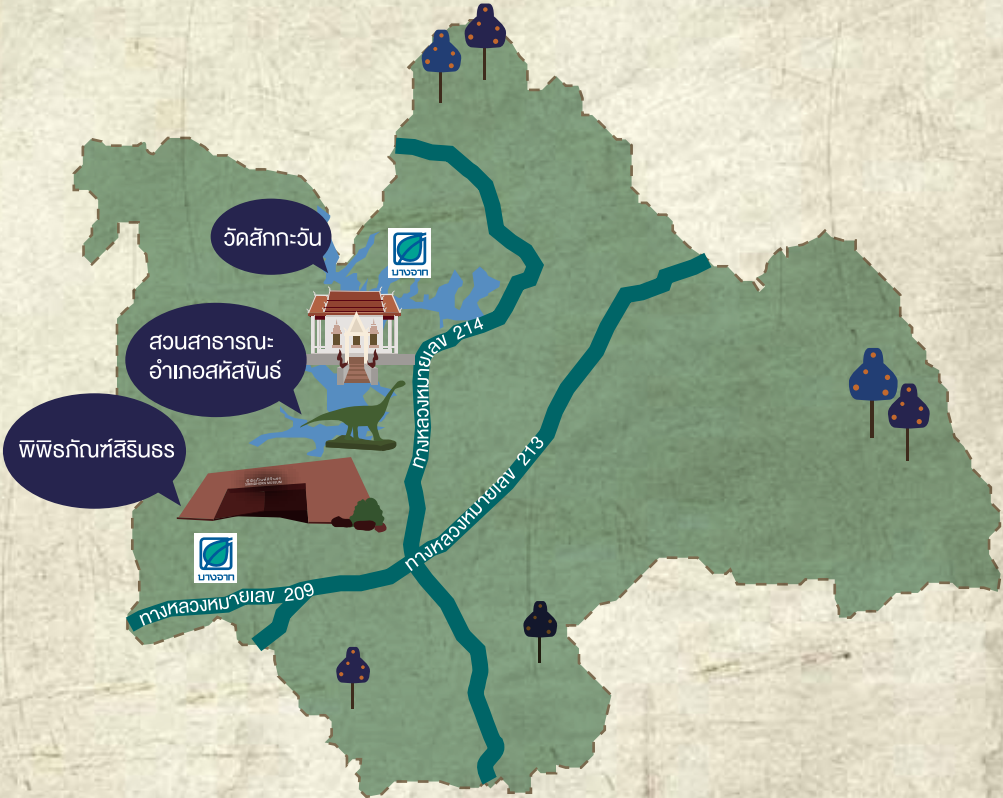 วัดสักกะวัน
บางจาก
สวนสาธารณะ
อำเภอสหัสขันธ์
ทางหลวงหมายเลข 214
พิพิธภัณฑ์สิรินธร
ทางหลวงหมายเลข 213
บางจาก
ทางหลวงหมายเลข 209